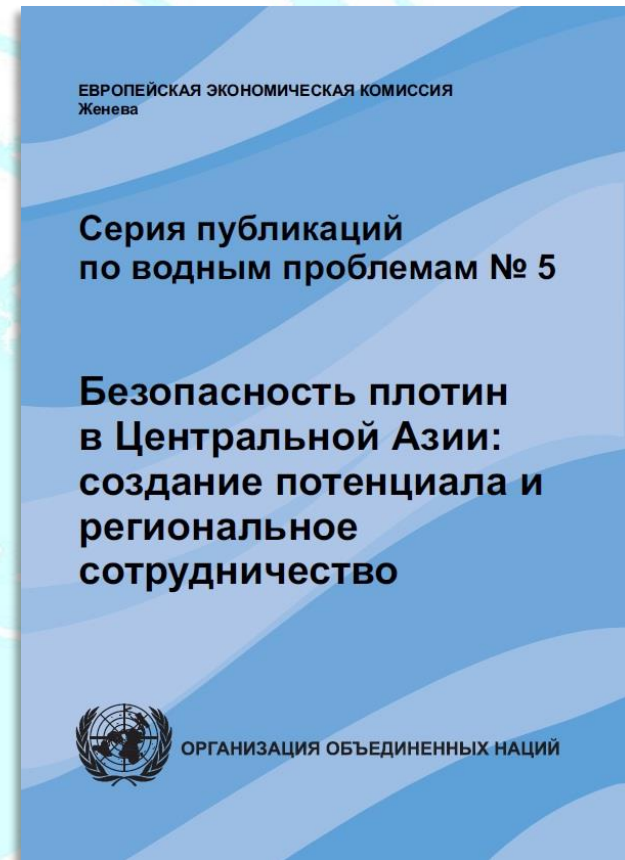 ЕВРОПЕЙСКАЯ ЭКОНОМИЧЕСКАЯ КОМИССИЯ
Женева
Серия публикаций
по водным проблемам № 5
Безопасность плотин
в Центральной Азии:
создание потенциала и
региональное
сотрудничество
ОРГАНИЗАЦИЯ ОБЪЕДИНЕННЫХ НАЦИЙ